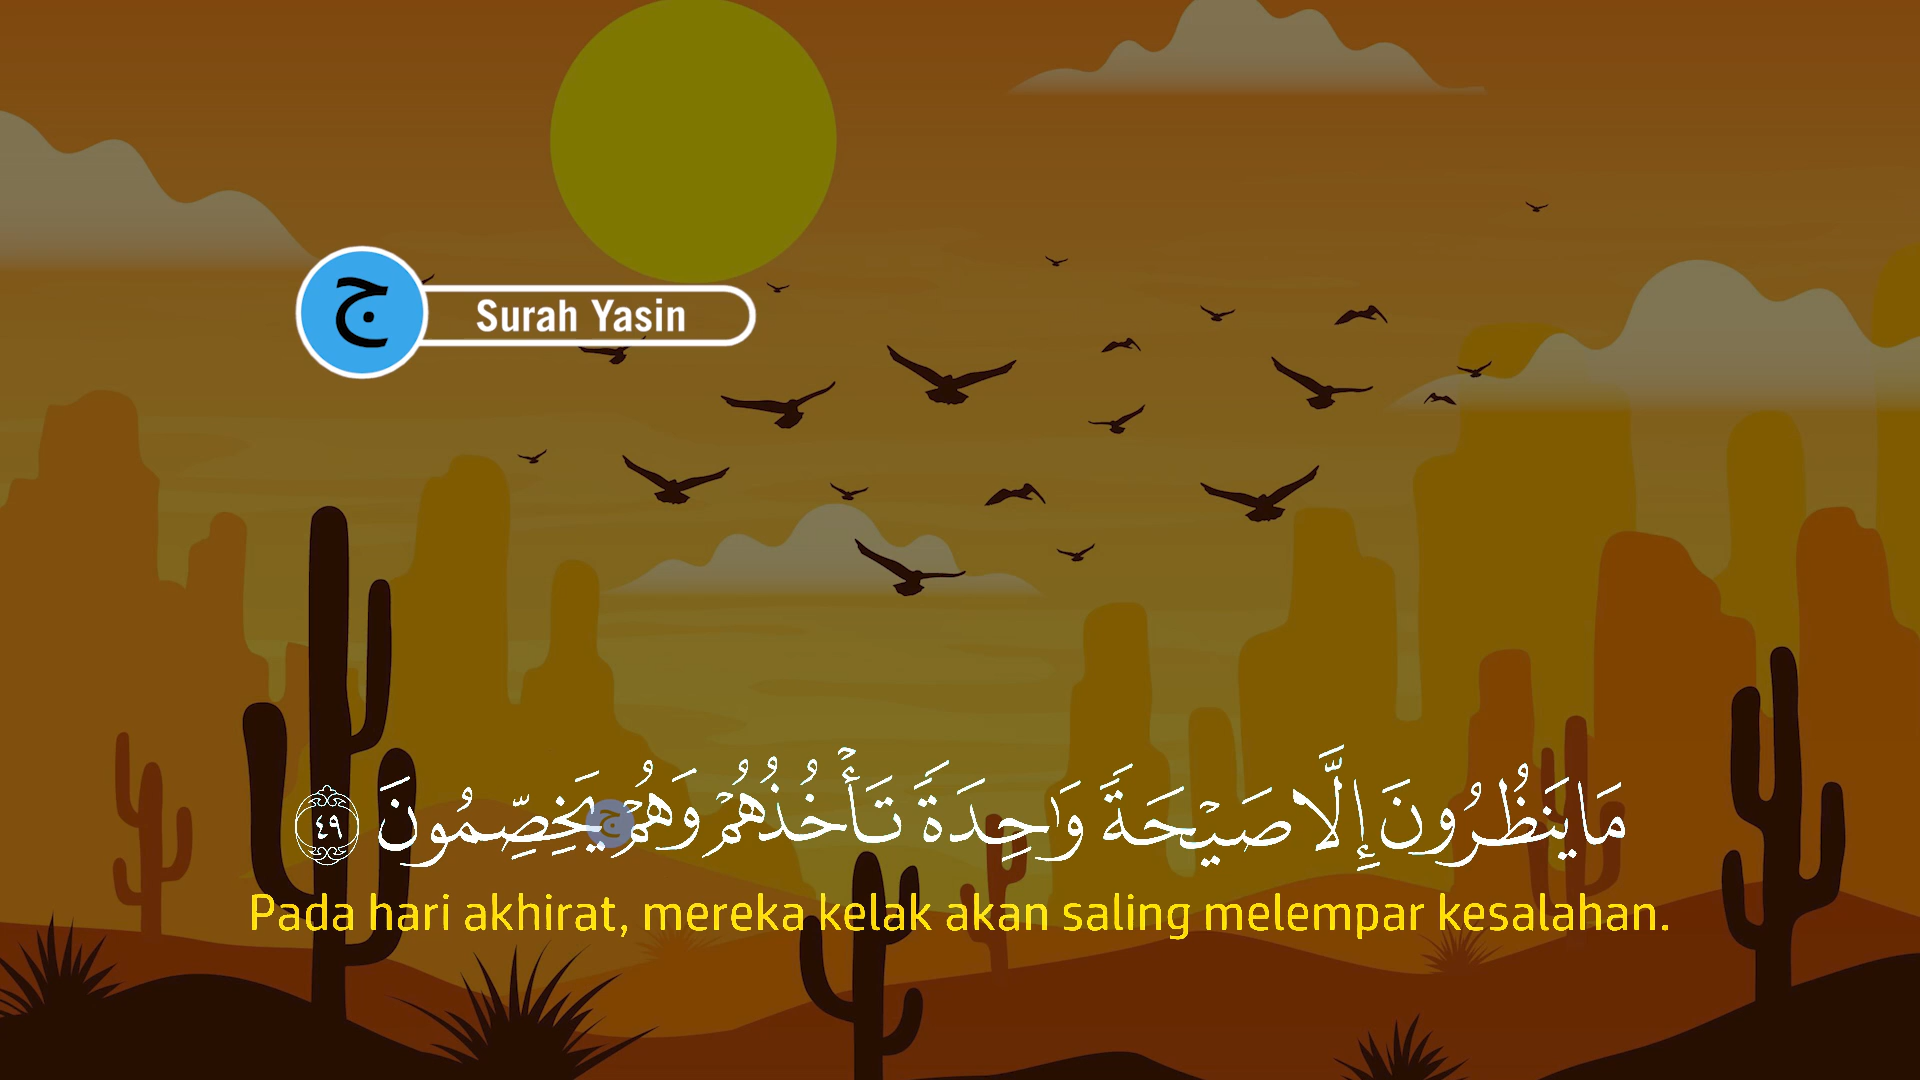 ج
Surah Yasin
مَا يَنظُرُونَ إِلَّا صَيْحَةً وَٰحِدَةً تَأْخُذُهُمْ وَهُمْ يَخِصِّمُونَ ٤٩
ج
Pada hari akhirat, mereka kelak akan saling melempar kesalahan.